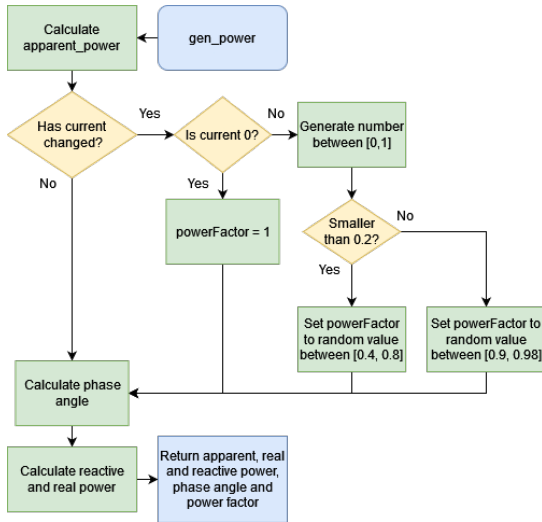 Calculate
apparent_power
gen_power
Has current
changed?
Yes
Is current 0?
No
Generate number
between [0,1]
No
Yes
powerFactor = 1
Smaller
than 0.2?
No
Yes
Set powerFactor
to random value
between [0.4, 0.8]
Set powerFactor to
random value
between [0.9, 0.98]
Calculate phase
angle
Calculate reactive
and real power
Return apparent, real
and reactive power,
phase angle and
power factor